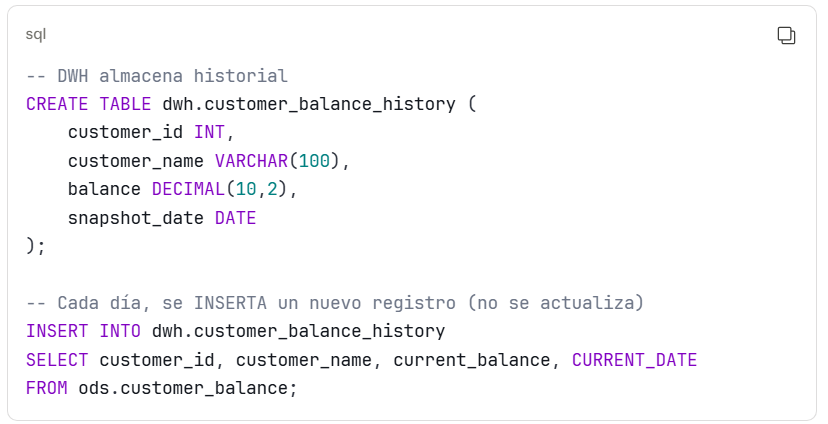 sql
-- DWH almacena historial
CREATE TABLE dwh.customer_balance_history (
    customer_id INT,
    customer_name VARCHAR(100),
    balance DECIMAL(10,2),
    snapshot_date DATE
);

-- Cada día, se INSERTA un nuevo registro (no se actualiza)
INSERT INTO dwh.customer_balance_history
SELECT customer_id, customer_name, current_balance, CURRENT_DATE
FROM ods.customer_balance;